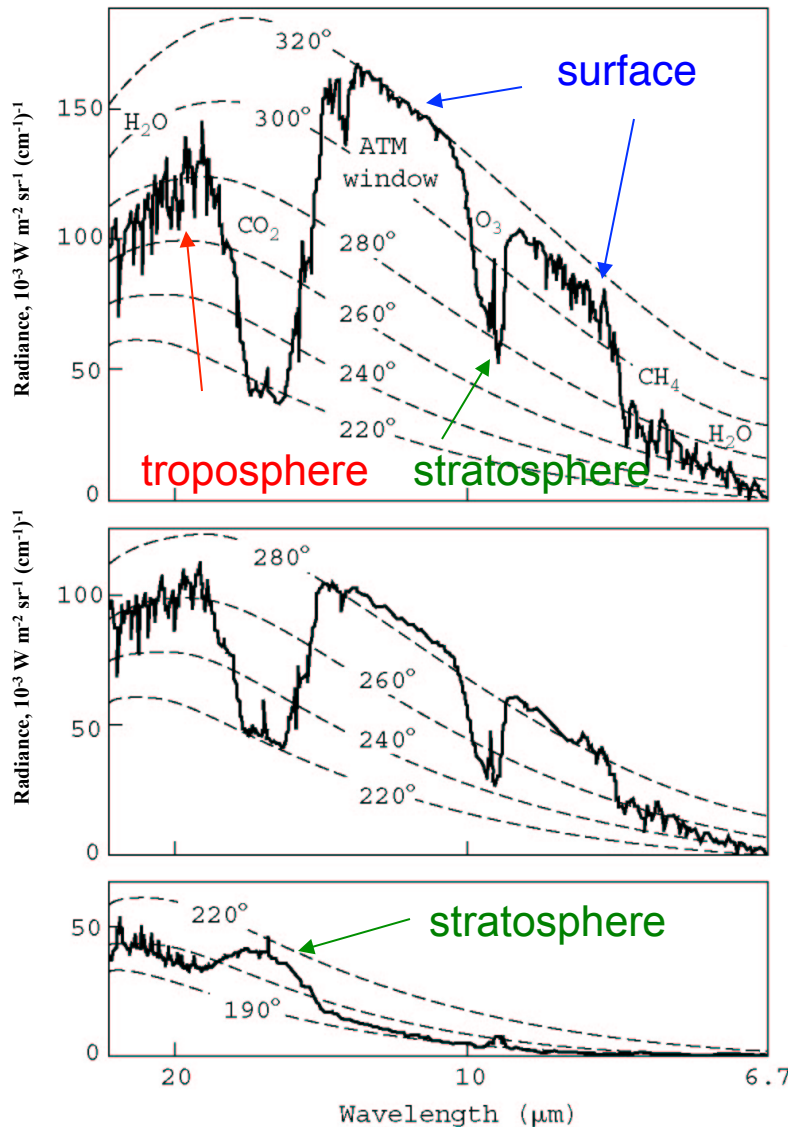 Radiance, 10⁻³ W m⁻² sr⁻¹ (cm⁻¹)⁻¹
150
100
50
0
320°
surface
H₂O
300°
ATM
window
CO₂
O₃
280°
260°
240°
CH₄
220°
H₂O
troposphere
stratosphere
Radiance, 10⁻³ W m⁻² sr⁻¹ (cm⁻¹)⁻¹
100
50
0
280°
260°
240°
220°
50
0
220°
stratosphere
190°
20
10
6.7
Wavelength (μm)